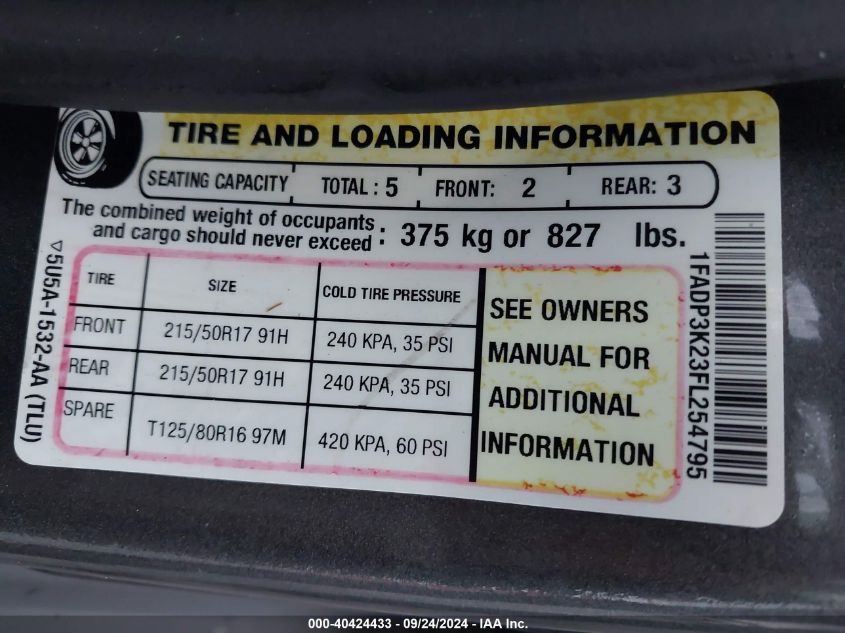 TIRE AND LOADING INFORMATION
SEATING CAPACITY TOTAL : 5 FRONT: 2 REAR: 3
The combined weight of occupants
and cargo should never exceed : 375 kg or 827 lbs.
TIRE SIZE COLD TIRE PRESSURE
FRONT 215/50R17 91H 240 KPA, 35 PSI
REAR 215/50R17 91H 240 KPA, 35 PSI
SPARE T125/80R16 97M 420 KPA, 60 PSI
SEE OWNERS
MANUAL FOR
ADDITIONAL
INFORMATION
▽5U5A-1532-AA (TLU)
1FADP3K23FL254795
000-40424433 - 09/24/2024 - IAA Inc.